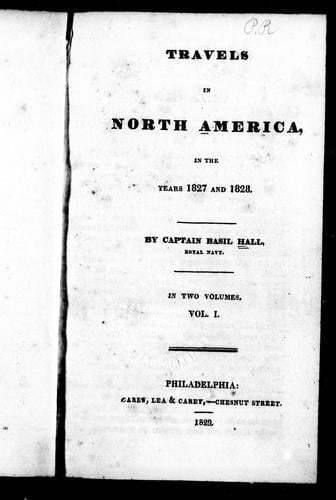 P.R
TRAVELS
IN
NORTH AMERICA,
IN THE
YEARS 1827 AND 1828.
BY CAPTAIN BASIL HALL,
ROYAL NAVY.
IN TWO VOLUMES.
VOL. I.
PHILADELPHIA:
CAREY, LEA & CAREY,—CHESNUT STREET.
1829.